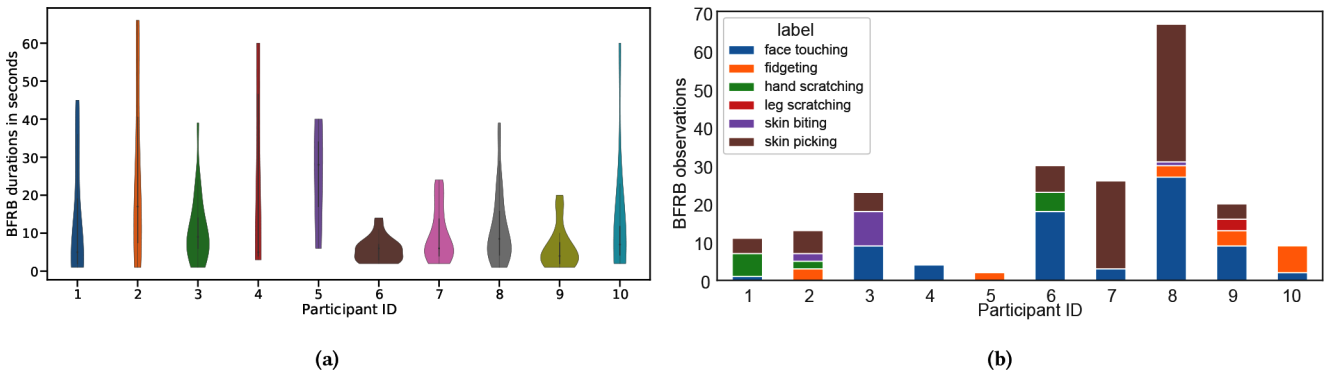 BFRB durations in seconds
60
50
40
30
20
10
0
1 2 3 4 5 6 7 8 9 10
Participant ID
(a)
BFRB observations
70
60
50
40
30
20
10
0
label
face touching
fidgeting
hand scratching
leg scratching
skin biting
skin picking
1 2 3 4 5 6 7 8 9 10
Participant ID
(b)